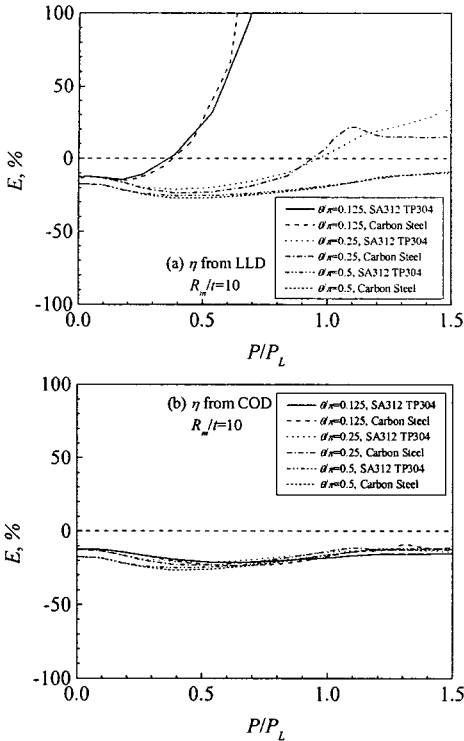 100
50
0
-50
-100
E, %
θ/π=0.125, SA312 TP304
θ/π=0.125, Carbon Steel
θ/π=0.25, SA312 TP304
θ/π=0.25, Carbon Steel
θ/π=0.5, SA312 TP304
θ/π=0.5, Carbon Steel
(a) η from LLD
Rm/t=10
0.0 0.5 1.0 1.5
P/PL
100
50
0
-50
-100
E, %
(b) η from COD
Rm/t=10
θ/π=0.125, SA312 TP304
θ/π=0.125, Carbon Steel
θ/π=0.25, SA312 TP304
θ/π=0.25, Carbon Steel
θ/π=0.5, SA312 TP304
θ/π=0.5, Carbon Steel
0.0 0.5 1.0 1.5
P/PL